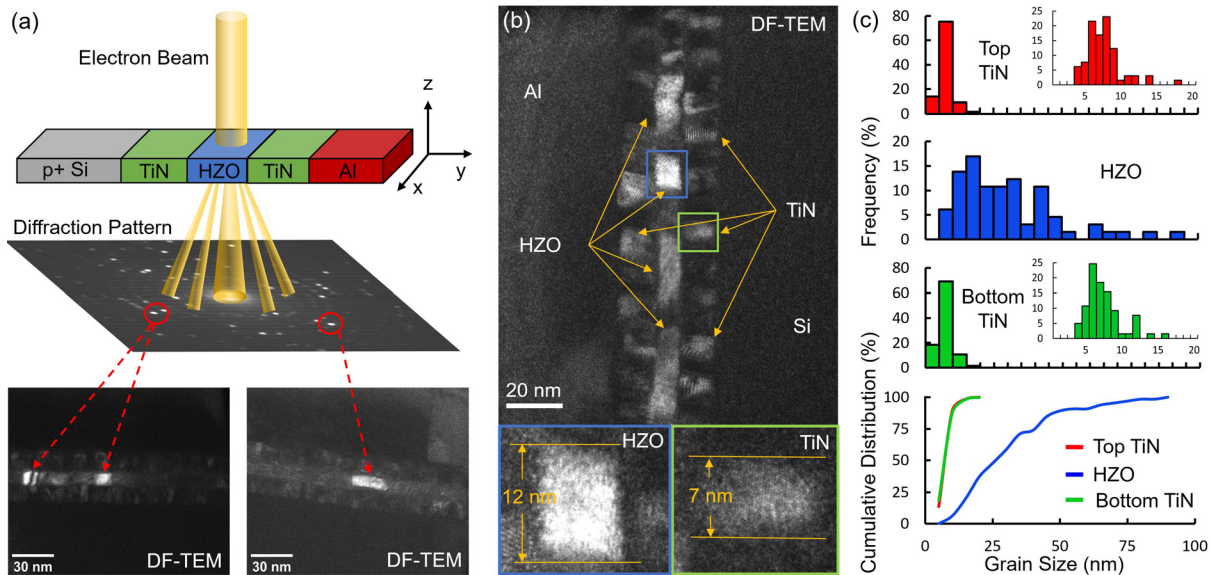 (a)
Electron Beam
z
y
x
p+ Si
TiN
HZO
TiN
Al
Diffraction Pattern
30 nm
DF-TEM
30 nm
DF-TEM
(b)
DF-TEM
Al
HZO
TiN
Si
20 nm
HZO
12 nm
TiN
7 nm
(c)
Frequency (%)
80
60
40
20
0
Top
TiN
25
20
15
10
5
0
5 10 15 20
20
15
10
5
0
HZO
80
60
40
20
0
Bottom
TiN
25
20
15
10
5
0
5 10 15 20
Cumulative Distribution (%)
100
75
50
25
0
Top TiN
HZO
Bottom TiN
0 25 50 75 100
Grain Size (nm)